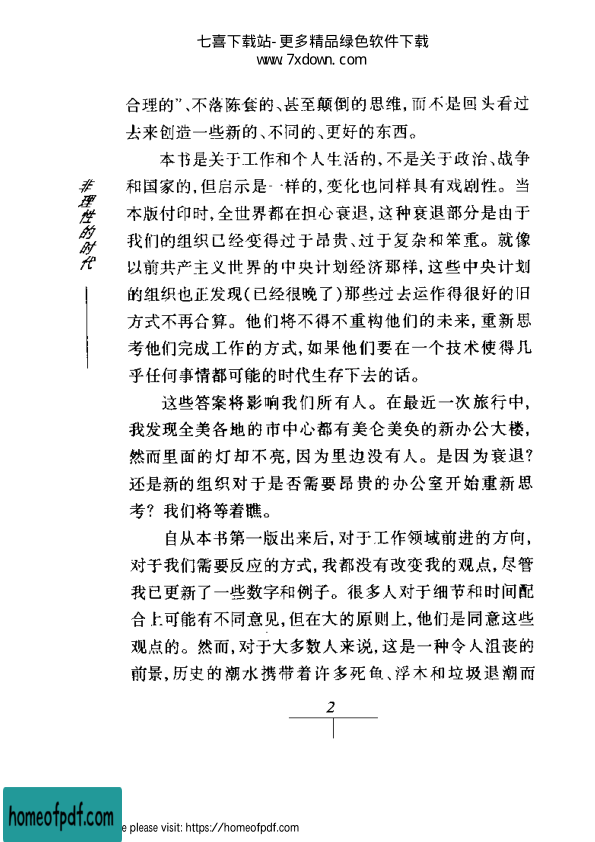 七喜下载站-更多精品绿色软件下载
www.7xdown.com
合理的”、不落陈套的、甚至颠倒的思维,而不是回头看过
去来创造一些新的、不同的、更好的东西。
本书是关于工作和个人生活的,不是关于政治、战争
和国家的,但启示是一样的,变化也同样具有戏剧性。当
本版付印时,全世界都在担心衰退,这种衰退部分是由于
我们的组织已经变得过于昂贵、过于复杂和笨重。就像
以前共产主义世界的中央计划经济那样,这些中央计划
的组织也正发现(已经很晚了)那些过去运作得很好的旧
方式不再合算。他们将不得不重构他们的未来,重新思
考他们完成工作的方式,如果他们要在一个技术使得几
乎任何事情都可能的时代生存下去的话。
这些答案将影响我们所有人。在最近一次旅行中,
我发现全美各地的市中心都有美仑美奂的新办公大楼,
然而里面的灯却不亮,因为里边没有人。是因为衰退?
还是新的组织对于是否需要昂贵的办公室开始重新思
考?我们将等着瞧。
自从本书第一版出来后,对于工作领域前进的方向,
对于我们需要反应的方式,我都没有改变我的观点,尽管
我已更新了一些数字和例子。很多人对于细节和时间配
合上可能有不同意见,但在大的原则上,他们是同意这些
观点的。然而,对于大多数人来说,这是一种令人沮丧的
前景,历史的潮水携带着许多死鱼、浮木和垃圾退潮而
非理性的时代
2
homeofpdf.com
e please visit: https://homeofpdf.com